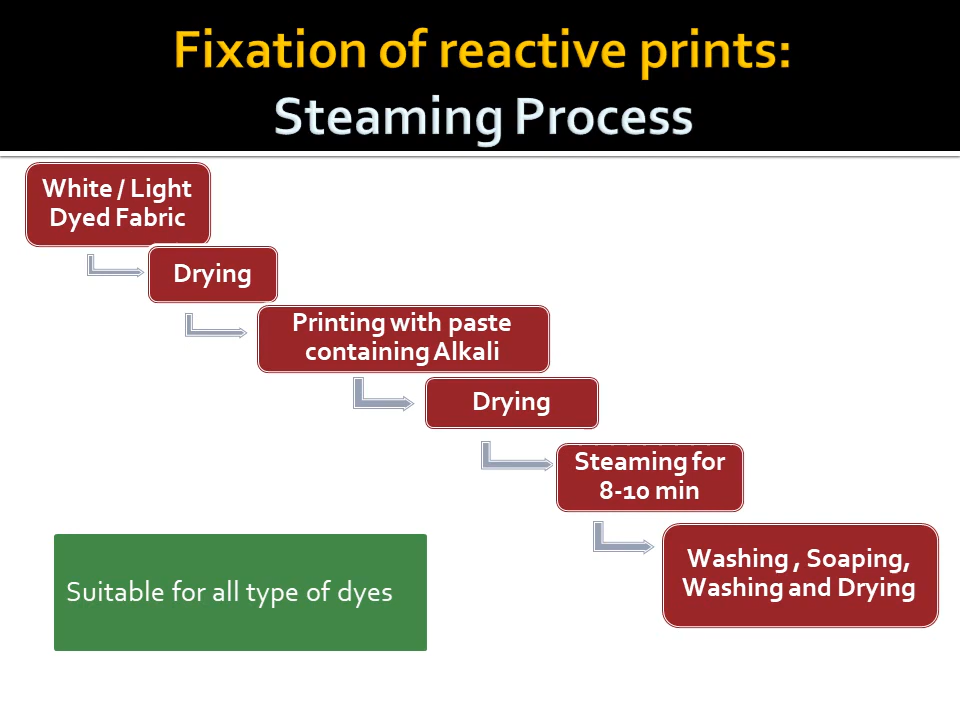 Fixation of reactive prints:
Steaming Process
White / Light
Dyed Fabric
Drying
Printing with paste
containing Alkali
Drying
Steaming for
8-10 min
Washing , Soaping,
Washing and Drying
Suitable for all type of dyes